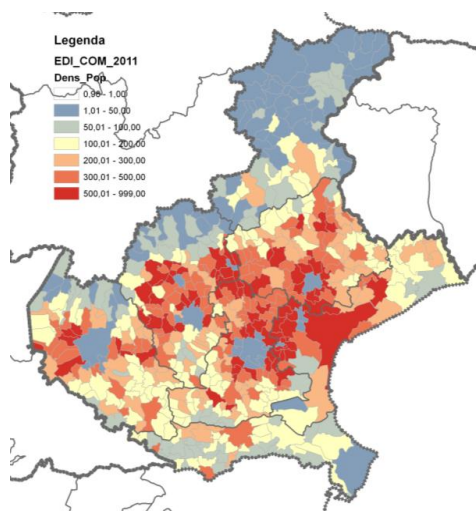 Legenda
EDI_COM_2011
Dens_Pop
0,96 - 1,00
1,01 - 50,00
50,01 - 100,00
100,01 - 200,00
200,01 - 300,00
300,01 - 500,00
500,01 - 999,00